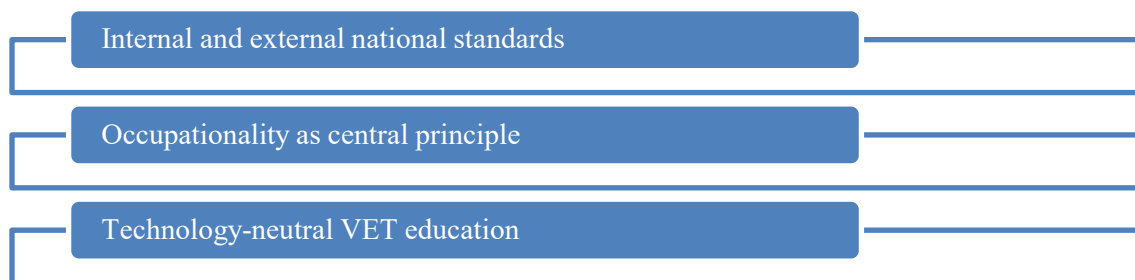 Internal and external national standards
Occupationality as central principle
Technology-neutral VET education